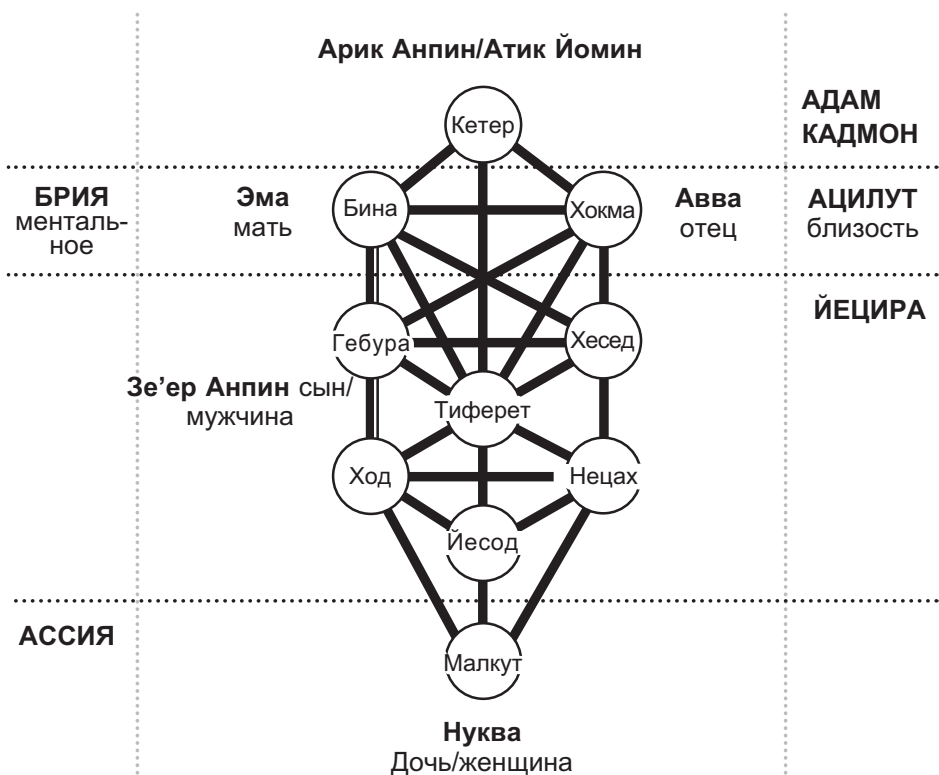 Арик Анпин/Атик Йомин
АДАМ
КАДМОН
Кетер
БРИЯ
менталь-
ное
Эма
мать
Бина
Хокма
Авва
отец
АЦИЛУТ
близость
ЙЕЦИРА
Гебура
Хесед
Зе’ер Анпин сын/
мужчина
Тиферет
Ход
Нецах
Йесод
АССИЯ
Малкут
Нуква
Дочь/женщина